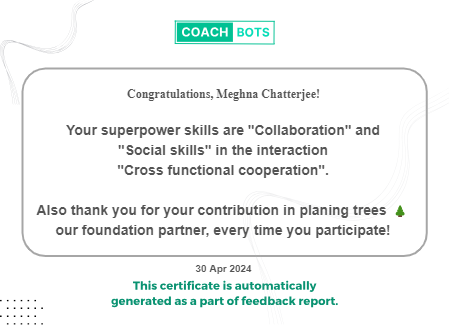 COACH BOTS
Congratulations, Meghna Chatterjee!
Your superpower skills are "Collaboration" and
"Social skills" in the interaction
"Cross functional cooperation".
Also thank you for your contribution in planing trees 🌲
our foundation partner, every time you participate!
30 Apr 2024
This certificate is automatically
generated as a part of feedback report.